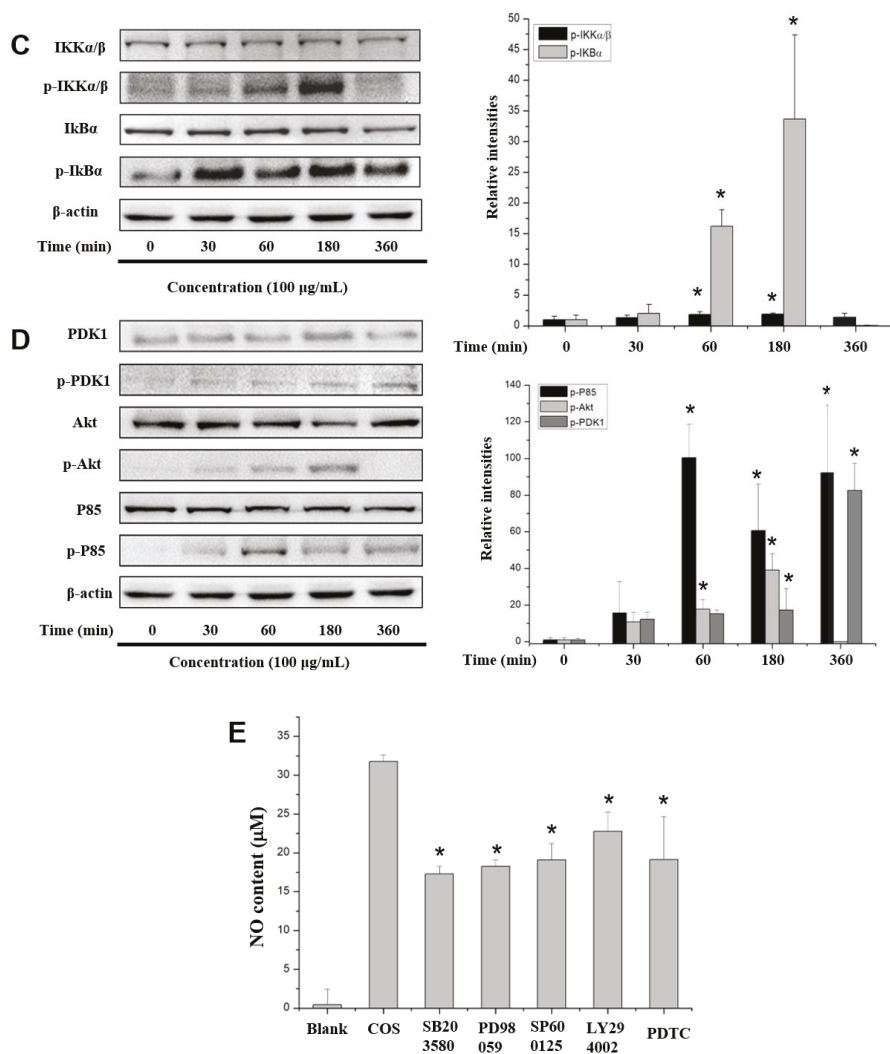 C
IKKα/β
p-IKKα/β
IkBα
p-IkBα
β-actin
Time (min) 0 30 60 180 360
Concentration (100 μg/mL)
50
45
40
35
30
25
20
15
10
5
0
Relative intensities
p-IKKα/β
p-IKBα
* * * *
Time (min) 0 30 60 180 360
D
PDK1
p-PDK1
Akt
p-Akt
P85
p-P85
β-actin
Time (min) 0 30 60 180 360
Concentration (100 μg/mL)
140
120
100
80
60
40
20
0
Relative intensities
p-P85
p-Akt
p-PDK1
* * * * * * *
Time (min) 0 30 60 180 360
E
35
30
25
20
15
10
5
0
NO content (μM)
* * * * *
Blank COS SB20 PD98 SP60 LY29 PDTC
3580 059 0125 4002